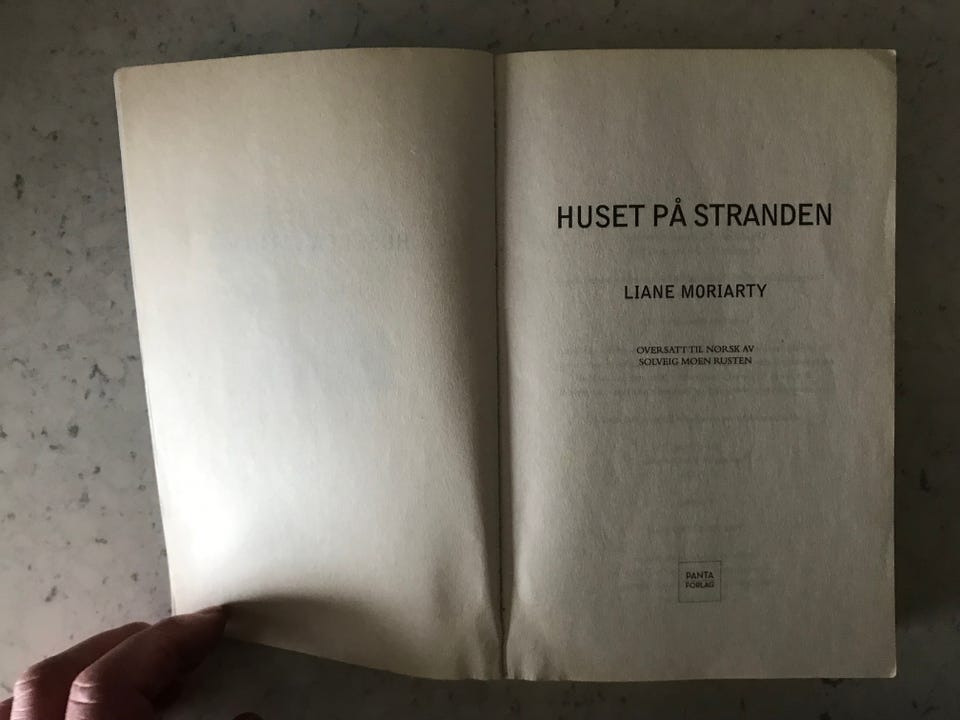 HUSET PÅ STRANDEN
LIANE MORIARTY
OVERSATT TIL NORSK AV
SOLVEIG MOEN RUSTEN
PANTA
FORLAG